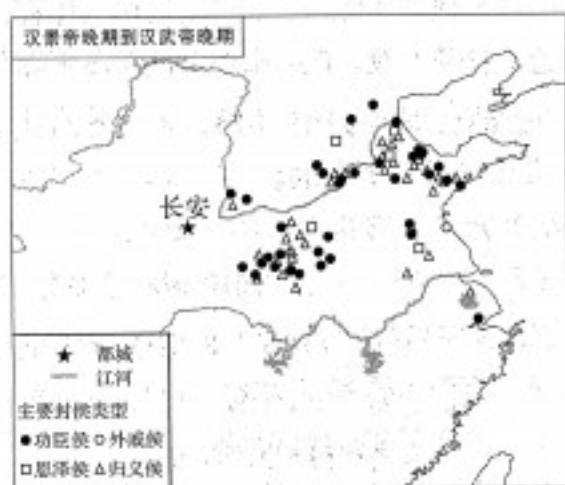 汉景帝晚期到汉武帝晚期
长安
都城
江河
主要封侯类型
功臣侯 外戚侯
恩泽侯 归义侯